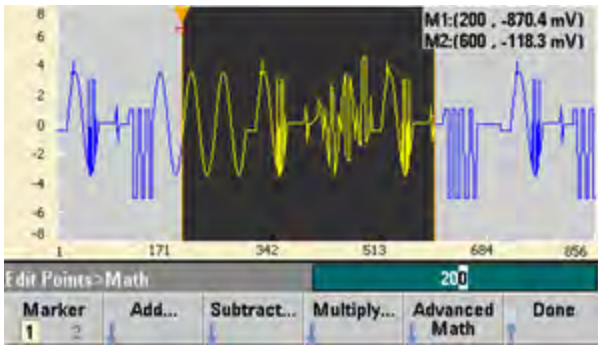 8
6
4
2
0
-2
-4
-6
-8
M1:(200 , -870.4 mV)
M2:(600 , -118.3 mV)
1 171 342 513 684 856
Edit Points>Math 200
Marker Add... Subtract... Multiply... Advanced Math Done
1 2